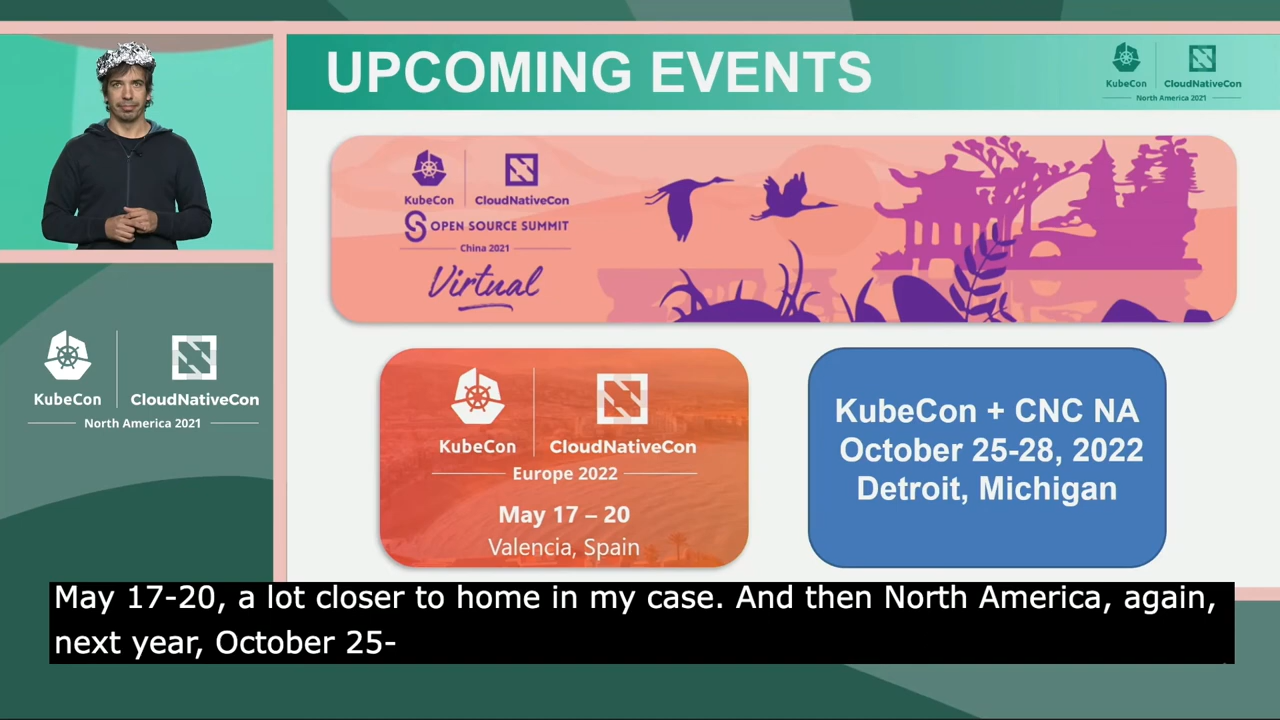 UPCOMING EVENTS
KubeCon
CloudNativeCon
North America 2021
KubeCon
CloudNativeCon
OPEN SOURCE SUMMIT
China 2021
Virtual
KubeCon
CloudNativeCon
North America 2021
KubeCon
CloudNativeCon
Europe 2022
May 17 – 20
Valencia, Spain
KubeCon + CNC NA
October 25-28, 2022
Detroit, Michigan
May 17-20, a lot closer to home in my case. And then North America, again,
next year, October 25-